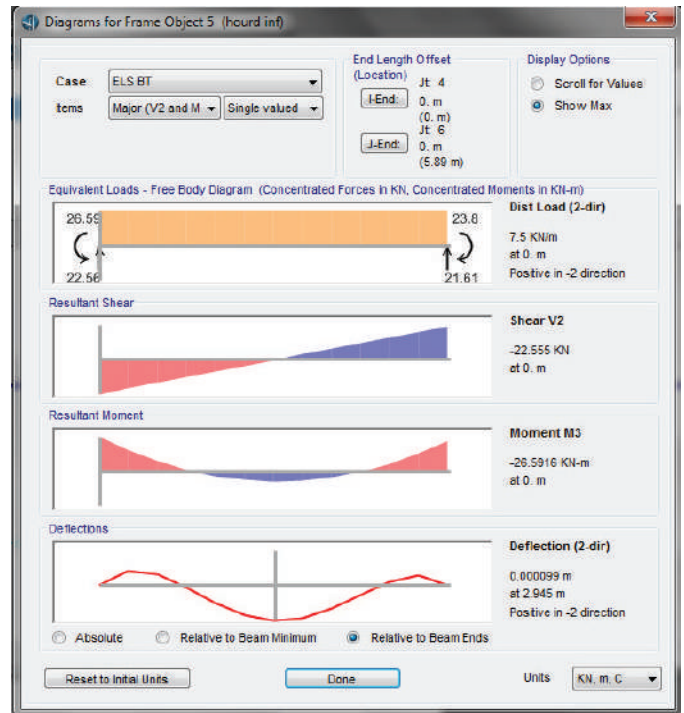 Diagrams for Frame Object 5 (hourd inf)
x
Case ELS BT
tems Major (V2 and M Single valued
End Length Offset
(Location)
Jt: 4
I-End: 0. m
(0. m)
Jt: 6
J-End: 0. m
(5.89 m)
Display Options
Scroll for Values
Show Max
Equivalent Loads - Free Body Diagram (Concentrated Forces in KN, Concentrated Moments in KN-m)
26.59 23.8
22.56 21.61
Dist Load (2-dir)
7.5 KN/m
at 0. m
Positive in -2 direction
Resultant Shear
Shear V2
-22.555 KN
at 0. m
Resultant Moment
Moment M3
-26.5916 KN-m
at 0. m
Deflections
Deflection (2-dir)
0.000099 m
at 2.945 m
Positive in -2 direction
Absolute Relative to Beam Minimum Relative to Beam Ends
Reset to Initial Units Done Units KN, m, C